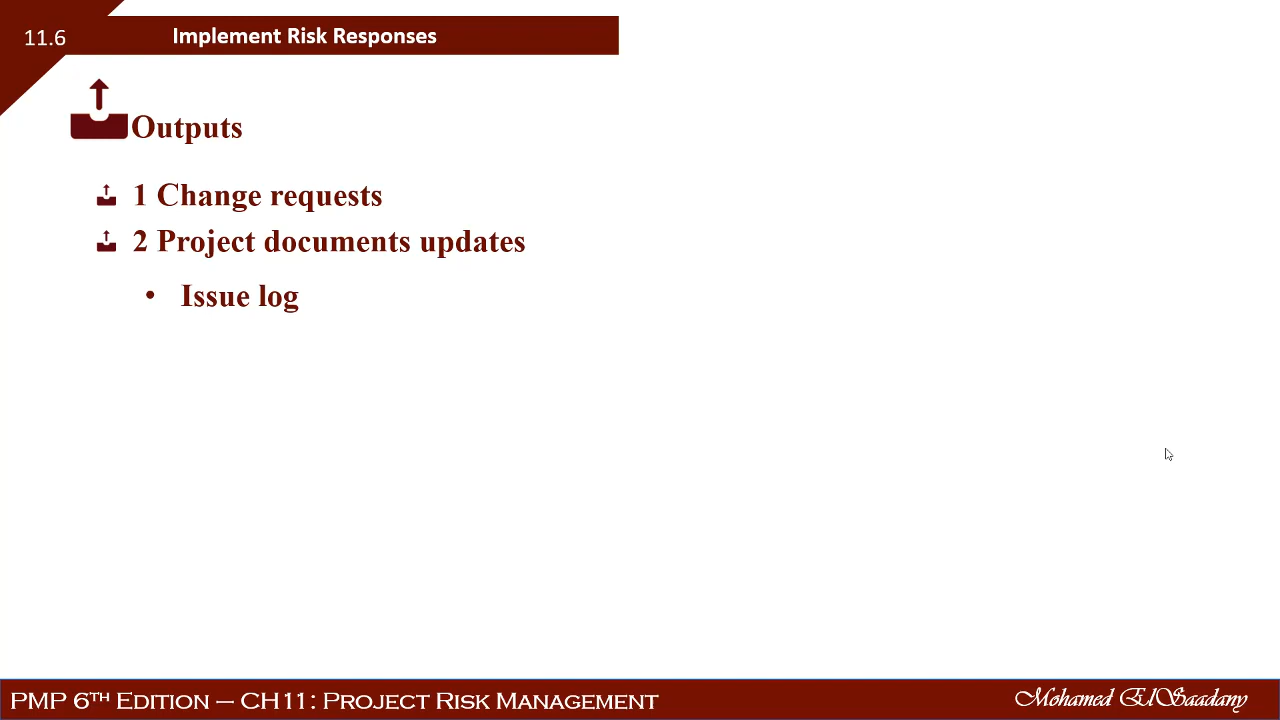 11.6
Implement Risk Responses
Outputs
1 Change requests
2 Project documents updates
• Issue log
PMP 6TH Edition – CH11: Project Risk Management
Mohamed ElSaadany